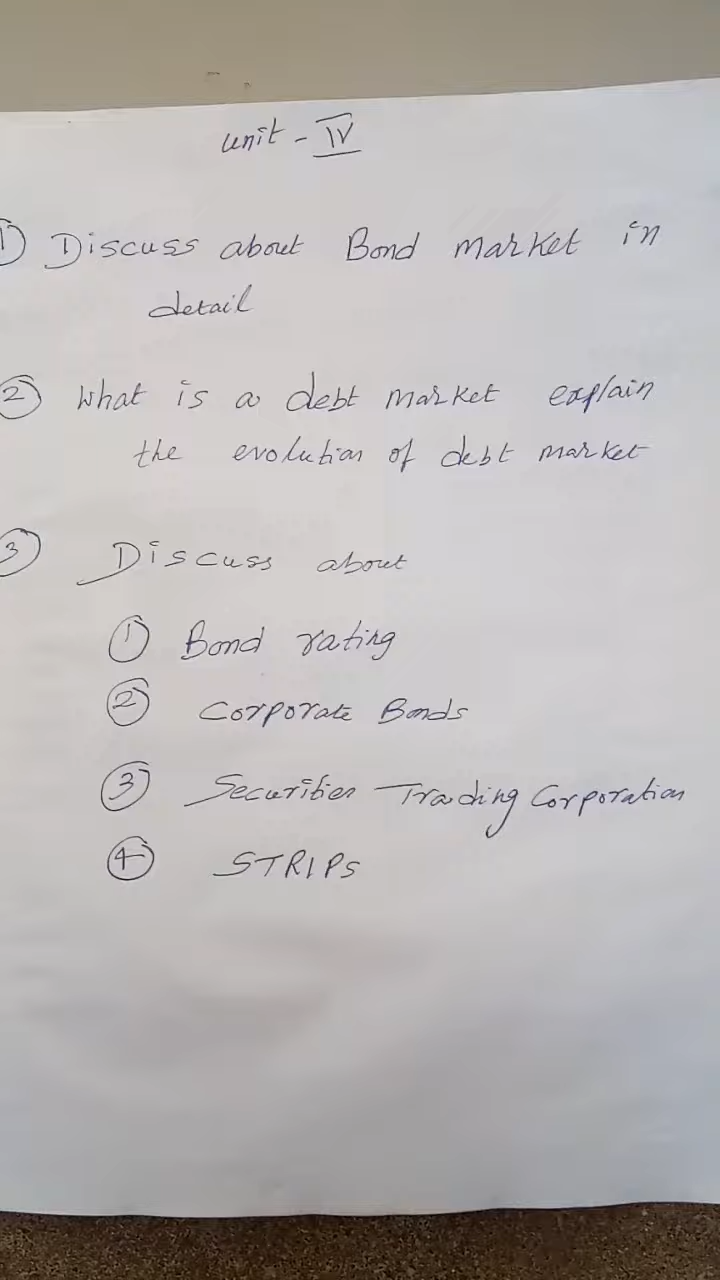 unit - IV
1) Discuss about Bond market in
detail
2) What is a debt market explain
the evolution of debt market
3) Discuss about
1) Bond rating
2) Corporate Bonds
3) Securities Trading Corporation
4) STRIPs